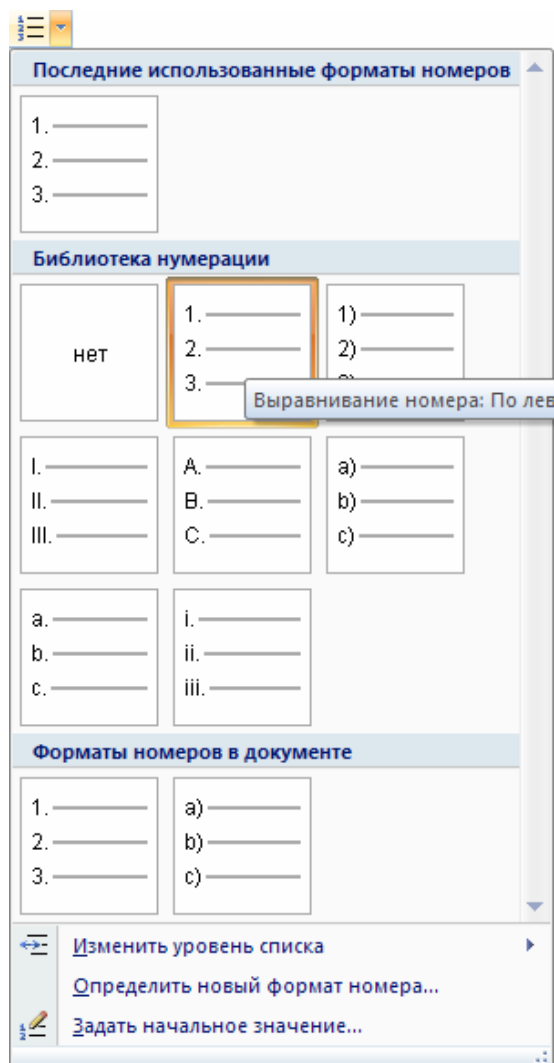 Последние использованные форматы номеров
1.
2.
3.
Библиотека нумерации
нет
1.
2.
3.
1)
2)
Выравнивание номера: По лев
I.
II.
III.
A.
B.
C.
a)
b)
c)
a.
b.
c.
i.
ii.
iii.
Форматы номеров в документе
1.
2.
3.
a)
b)
c)
Изменить уровень списка
Определить новый формат номера...
Задать начальное значение...